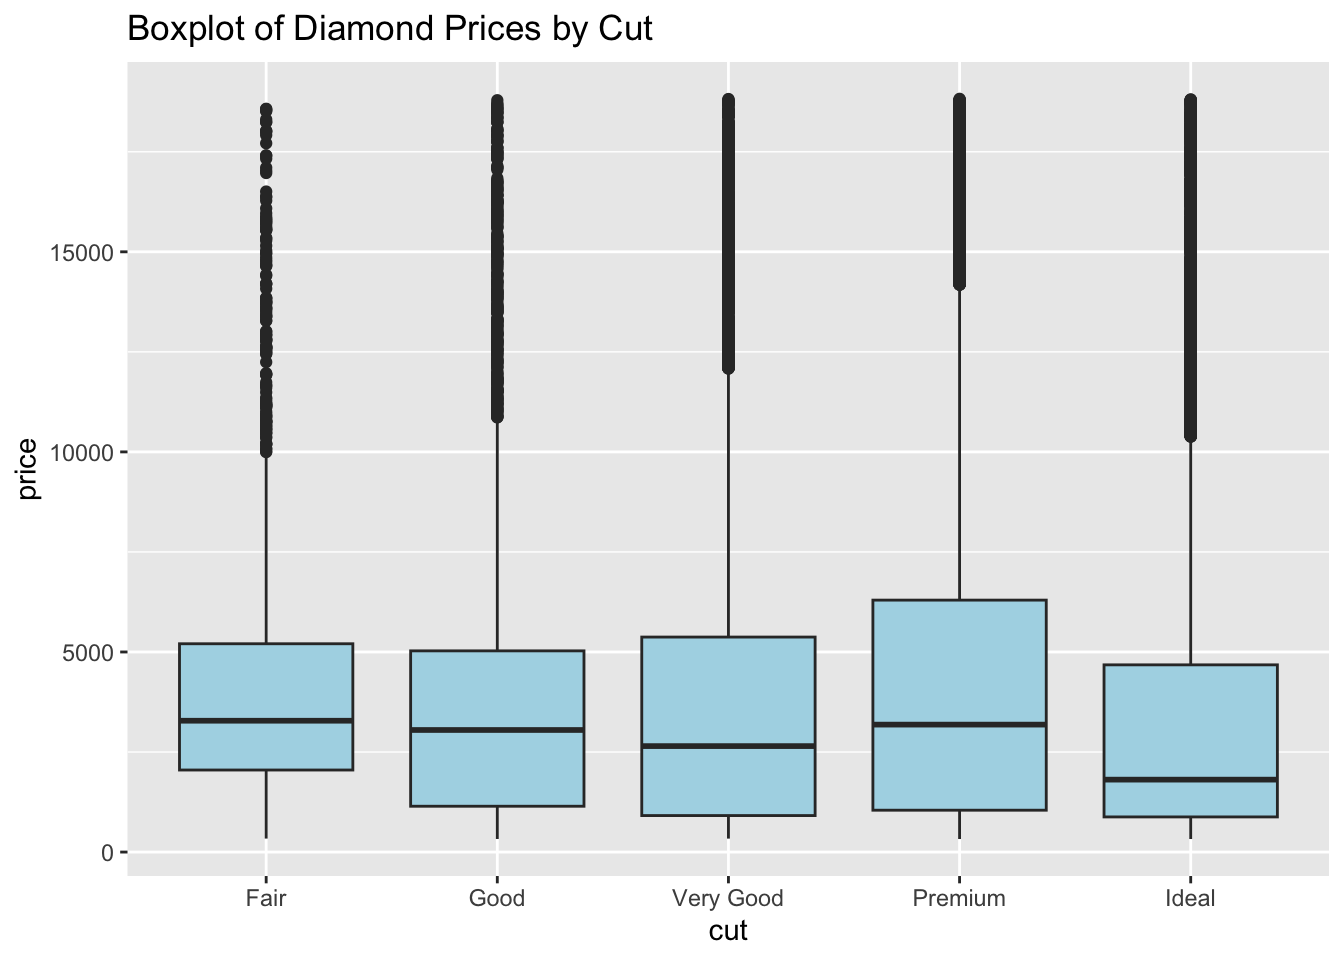 Boxplot of Diamond Prices by Cut
15000
10000
5000
0
price
Fair Good Very Good Premium Ideal
cut